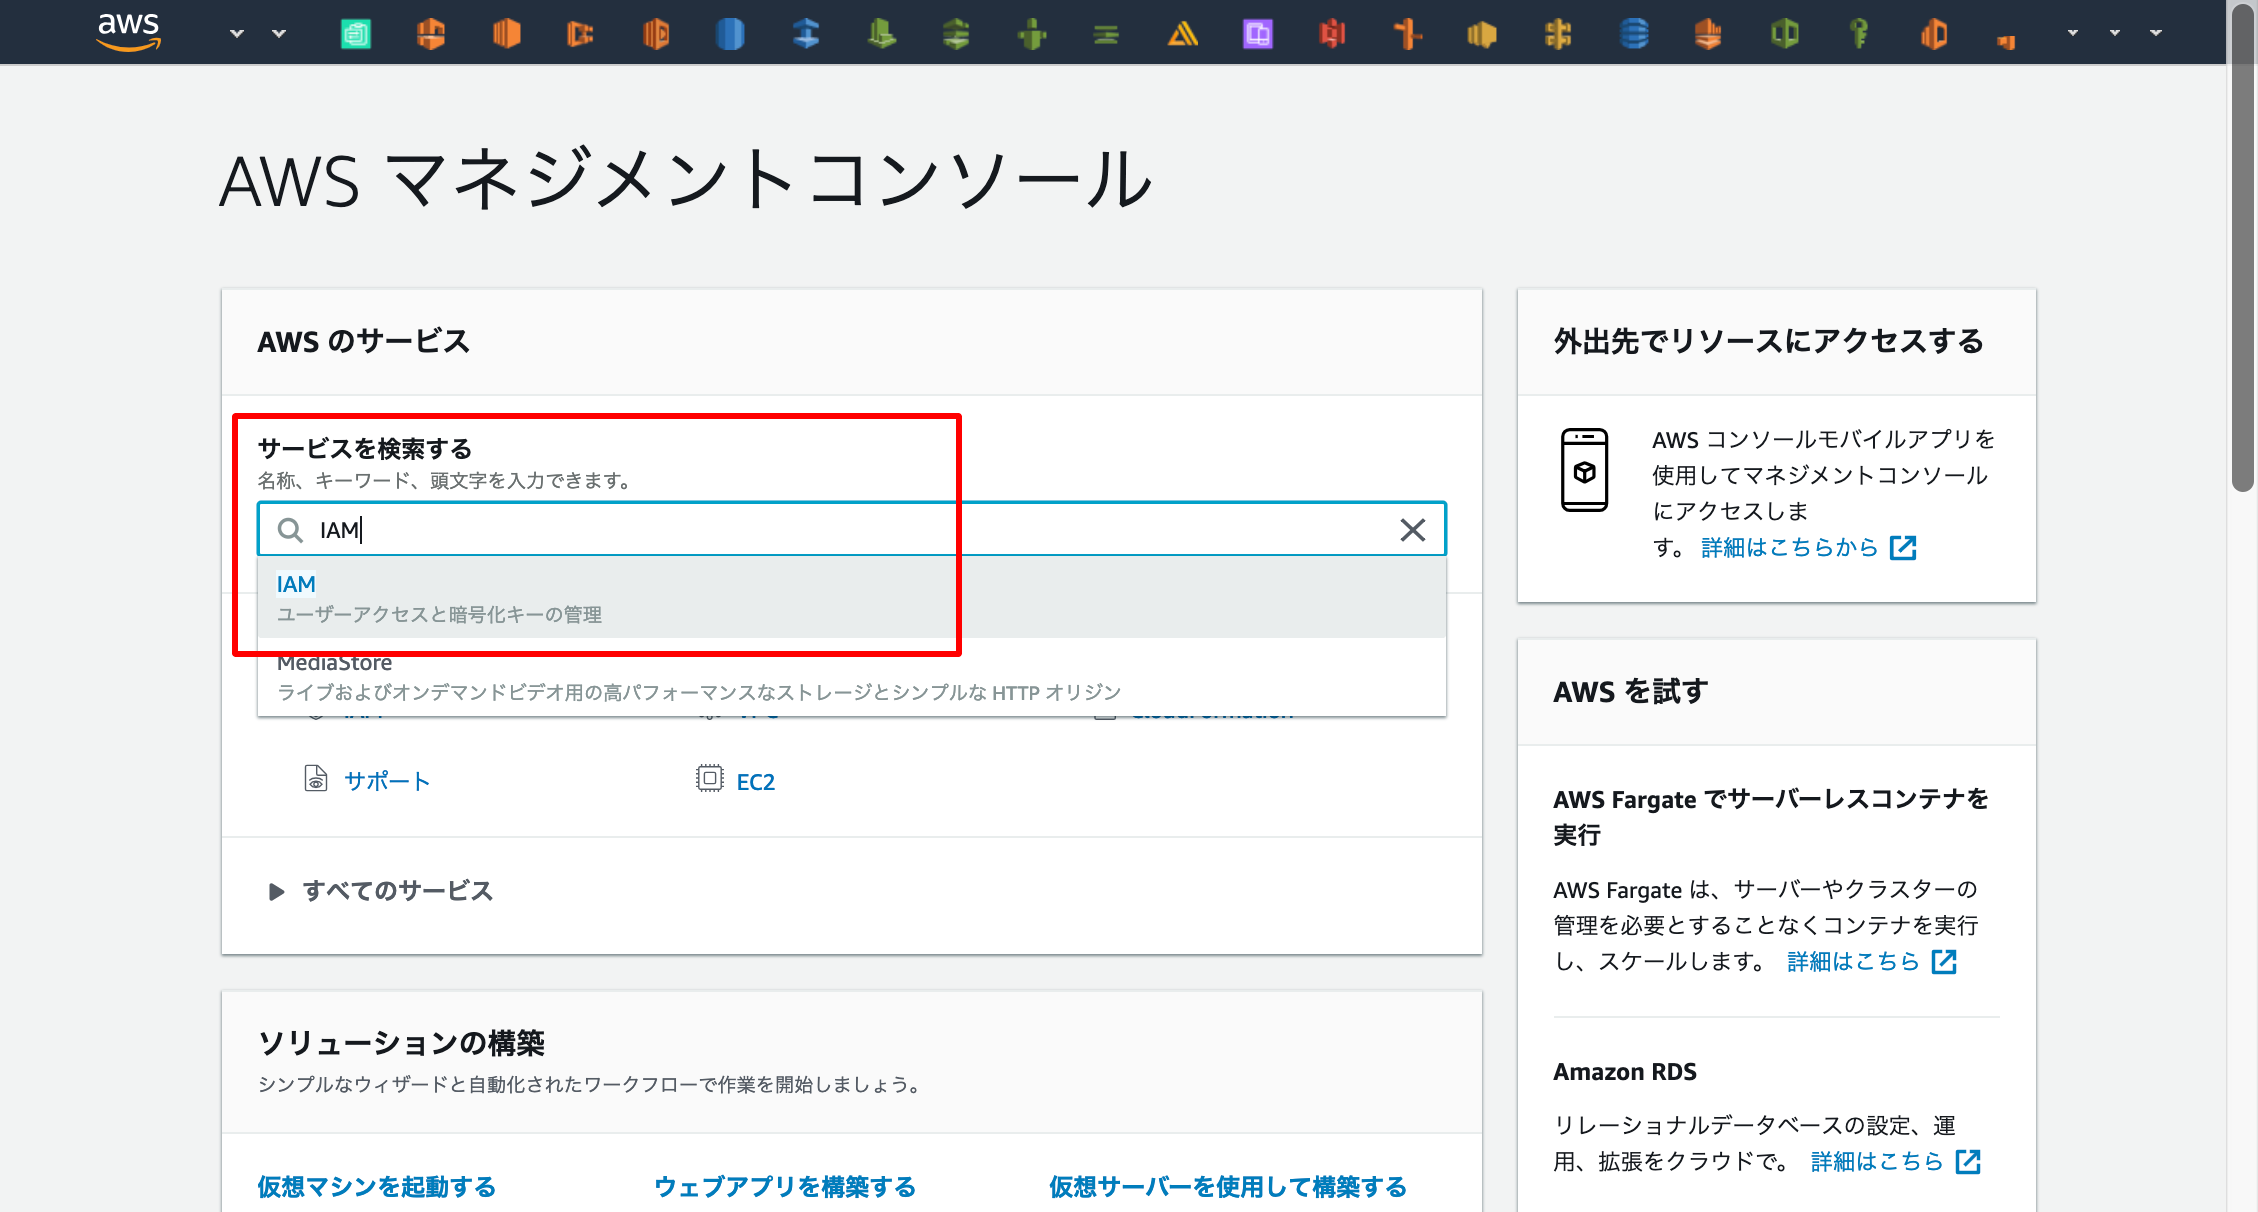 aws
AWS マネジメントコンソール
AWS のサービス
サービスを検索する
名称、キーワード、頭文字を入力できます。
IAM
IAM
ユーザーアクセスと暗号化キーの管理
MediaStore
ライブおよびオンデマンドビデオ用の高パフォーマンスなストレージとシンプルな HTTP オリジン
サポート
EC2
すべてのサービス
ソリューションの構築
シンプルなウィザードと自動化されたワークフローで作業を開始しましょう。
仮想マシンを起動する
ウェブアプリを構築する
仮想サーバーを使用して構築する
外出先でリソースにアクセスする
AWS コンソールモバイルアプリを
使用してマネジメントコンソール
にアクセスしま
す。 詳細はこちらから
AWS を試す
AWS Fargate でサーバーレスコンテナを
実行
AWS Fargate は、サーバーやクラスターの
管理を必要とすることなくコンテナを実行
し、スケールします。 詳細はこちら
Amazon RDS
リレーショナルデータベースの設定、運
用、拡張をクラウドで。 詳細はこちら